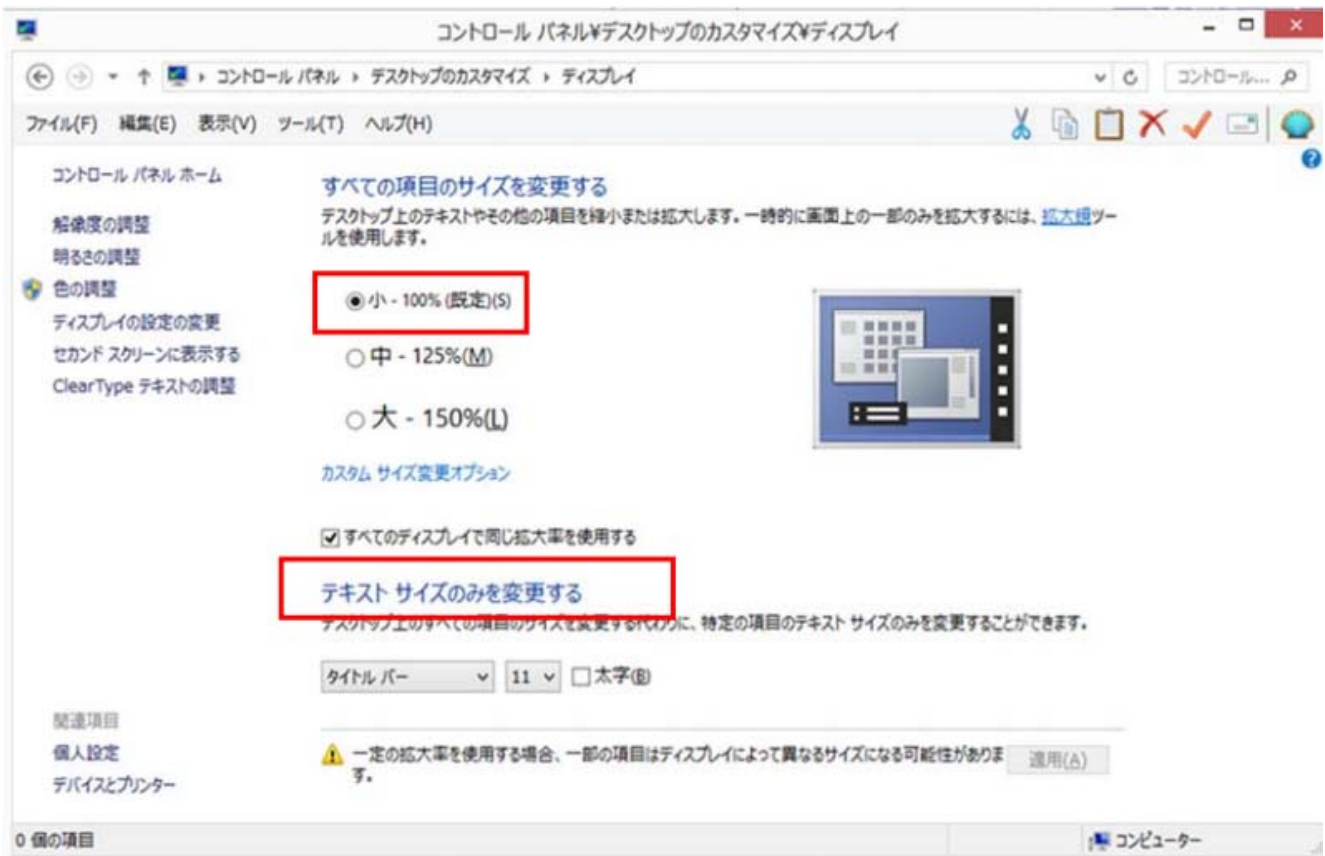 コントロール パネル¥デスクトップのカスタマイズ¥ディスプレイ
コントロール パネル › デスクトップのカスタマイズ › ディスプレイ
コントロール...
ファイル(F) 編集(E) 表示(V) ツール(T) ヘルプ(H)
コントロール パネル ホーム
解像度の調整
明るさの調整
色の調整
ディスプレイの設定の変更
セカンド スクリーンに表示する
ClearType テキストの調整
すべての項目のサイズを変更する
デスクトップ上のテキストやその他の項目を縮小または拡大します。一時的に画面上の一部のみを拡大するには、拡大鏡ツー
ルを使用します。
小 - 100% (既定)(S)
中 - 125%(M)
大 - 150%(L)
カスタム サイズ変更オプション
すべてのディスプレイで同じ拡大率を使用する
テキスト サイズのみを変更する
デスクトップ上のすべての項目のサイズを変更する代わりに、特定の項目のテキスト サイズのみを変更することができます。
タイトル バー 11 太字(B)
一定の拡大率を使用する場合、一部の項目はディスプレイによって異なるサイズになる可能性がありま
す。
適用(A)
関連項目
個人設定
デバイスとプリンター
0 個の項目
コンピューター